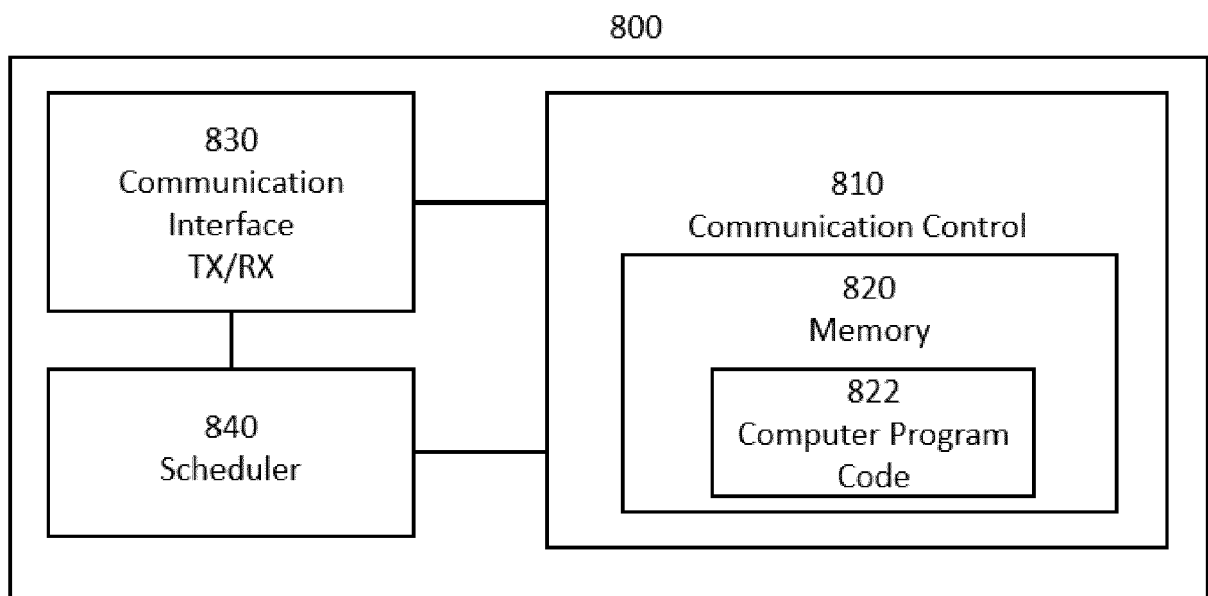 800
830
Communication
Interface
TX/RX
840
Scheduler
810
Communication Control
820
Memory
822
Computer Program
Code